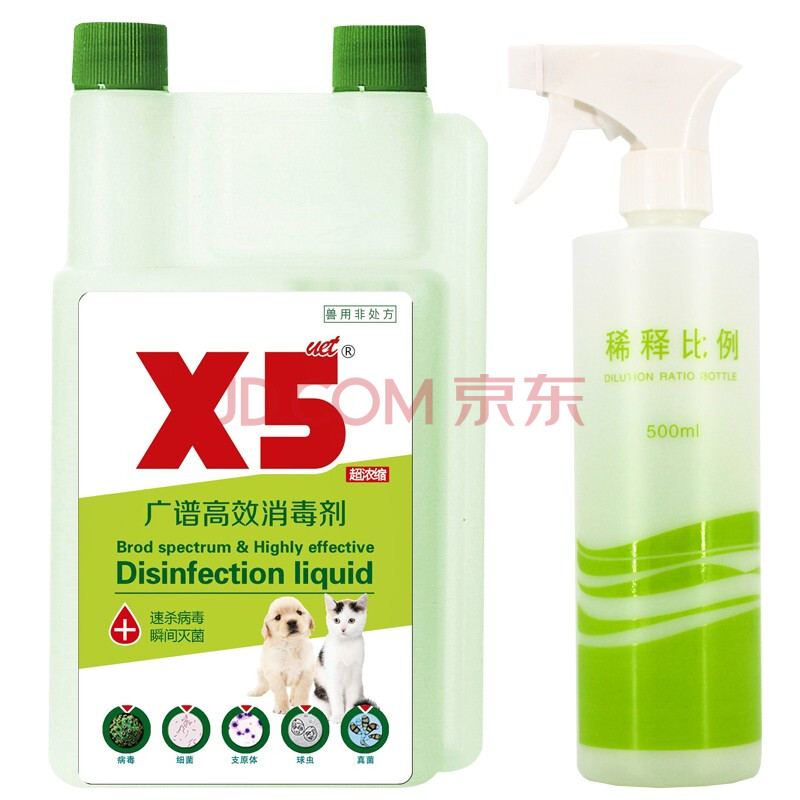 兽用非处方
uet
X5®
超浓缩
广谱高效消毒剂
Brod spectrum & Highly effective
Disinfection liquid
速杀病毒
瞬间灭菌
病毒 细菌 支原体 球虫 真菌
稀释比例
DILUTION RATIO BOTTLE
500ml
JD.COM 京东